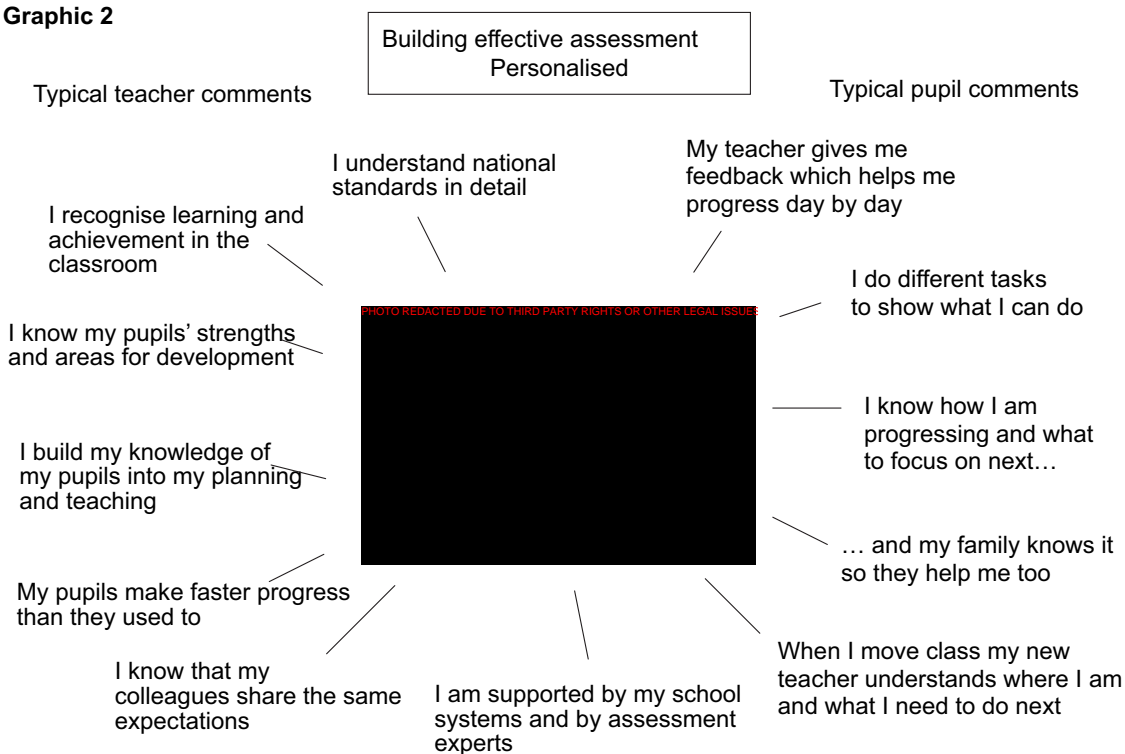 Graphic 2
Building effective assessment
Personalised
Typical teacher comments
Typical pupil comments
I understand national
standards in detail
My teacher gives me
feedback which helps me
progress day by day
I recognise learning and
achievement in the
classroom
I do different tasks
to show what I can do
PHOTO REDACTED DUE TO THIRD PARTY RIGHTS OR OTHER LEGAL ISSUES
I know my pupils’ strengths
and areas for development
I know how I am
progressing and what
to focus on next…
I build my knowledge of
my pupils into my planning
and teaching
… and my family knows it
so they help me too
My pupils make faster progress
than they used to
When I move class my new
teacher understands where I am
and what I need to do next
I know that my
colleagues share the same
expectations
I am supported by my school
systems and by assessment
experts